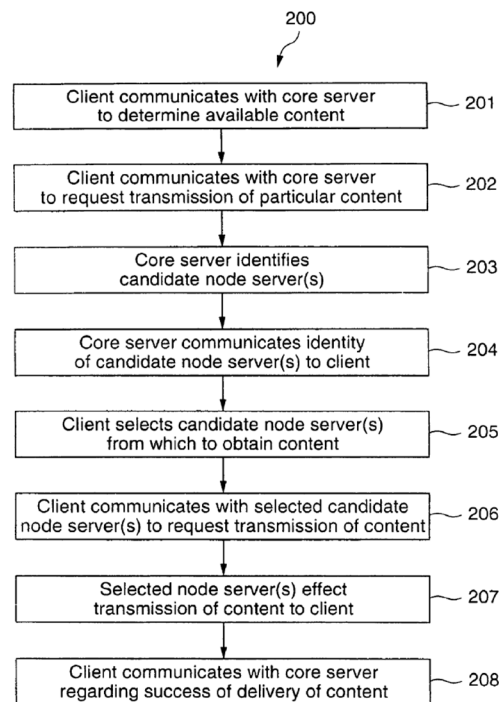 200
Client communicates with core server
to determine available content
201
Client communicates with core server
to request transmission of particular content
202
Core server identifies
candidate node server(s)
203
Core server communicates identity
of candidate node server(s) to client
204
Client selects candidate node server(s)
from which to obtain content
205
Client communicates with selected candidate
node server(s) to request transmission of content
206
Selected node server(s) effect
transmission of content to client
207
Client communicates with core server
regarding success of delivery of content
208